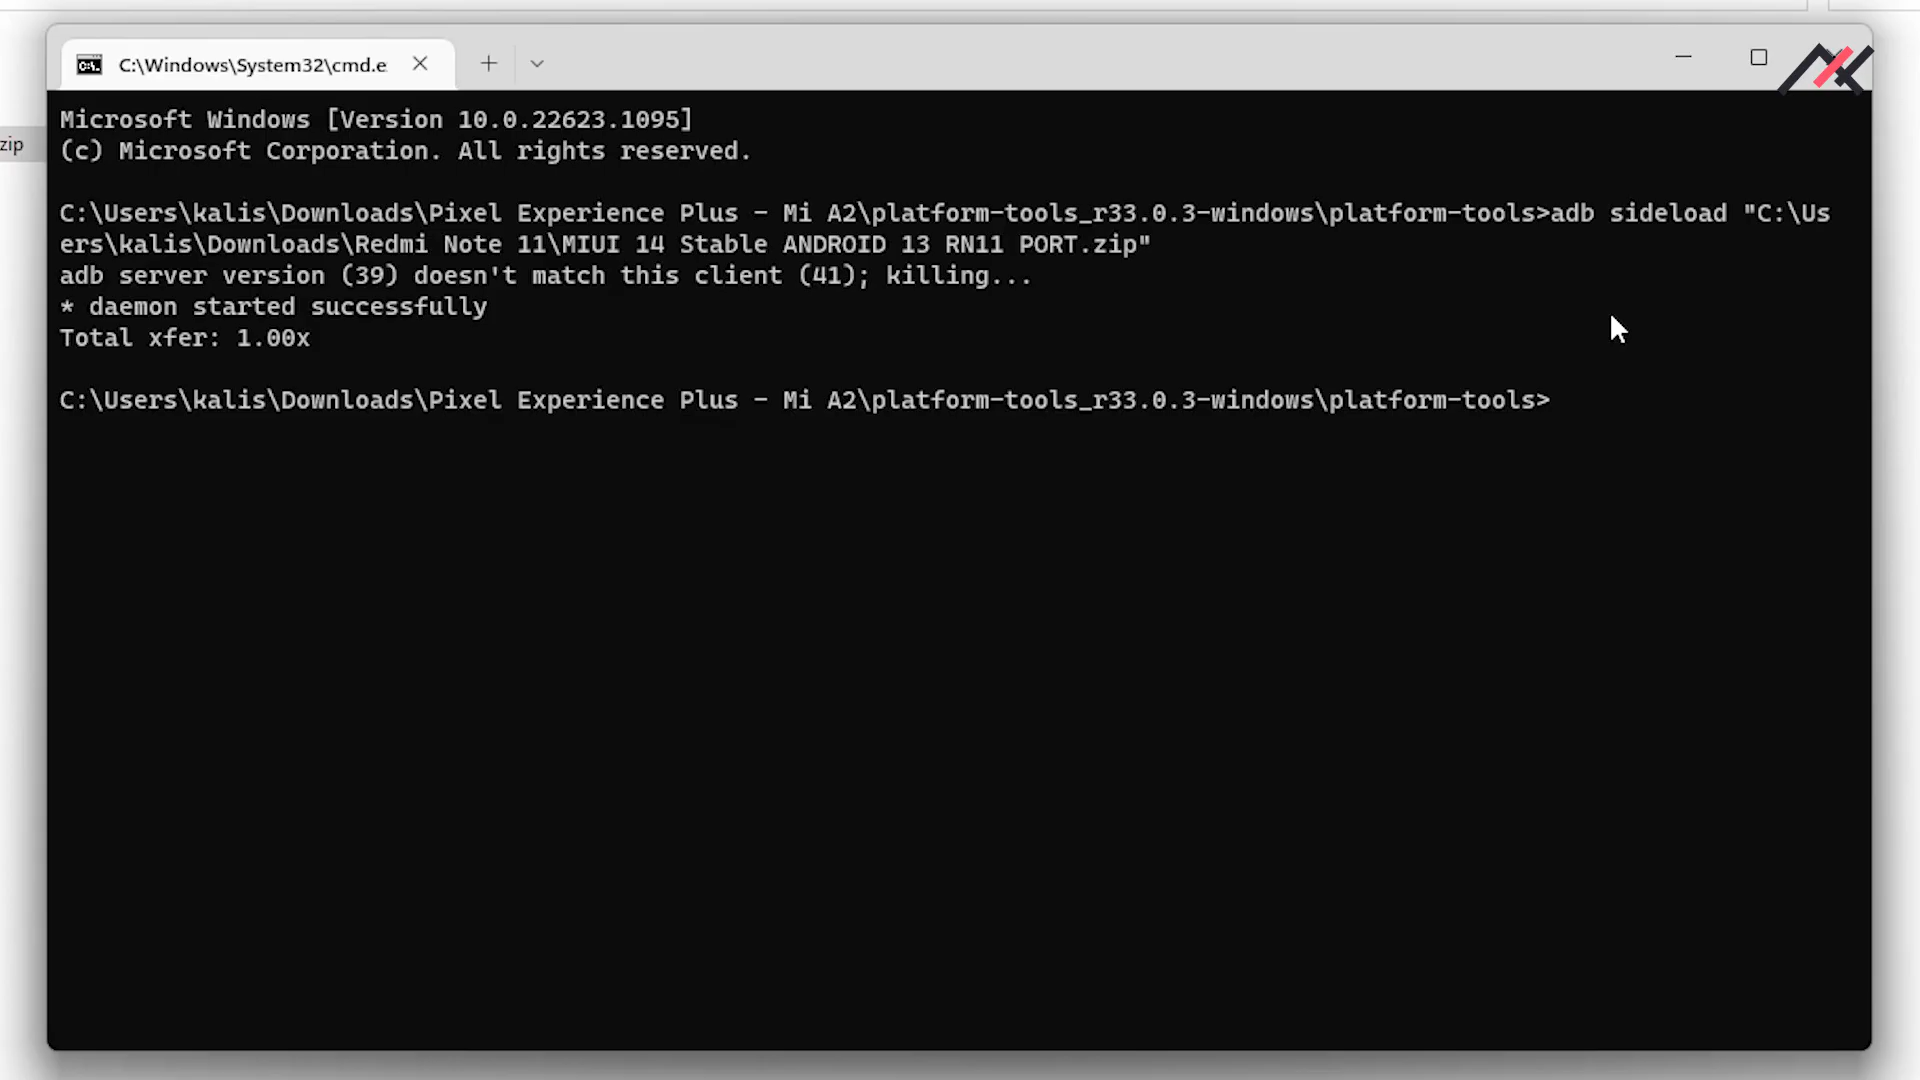 C:\Windows\System32\cmd.e
zip
Microsoft Windows [Version 10.0.22623.1095]
(c) Microsoft Corporation. All rights reserved.
C:\Users\kalis\Downloads\Pixel Experience Plus - Mi A2\platform-tools_r33.0.3-windows\platform-tools>adb sideload "C:\Us
ers\kalis\Downloads\Redmi Note 11\MIUI 14 Stable ANDROID 13 RN11 PORT.zip"
adb server version (39) doesn't match this client (41); killing...
* daemon started successfully
Total xfer: 1.00x
C:\Users\kalis\Downloads\Pixel Experience Plus - Mi A2\platform-tools_r33.0.3-windows\platform-tools>